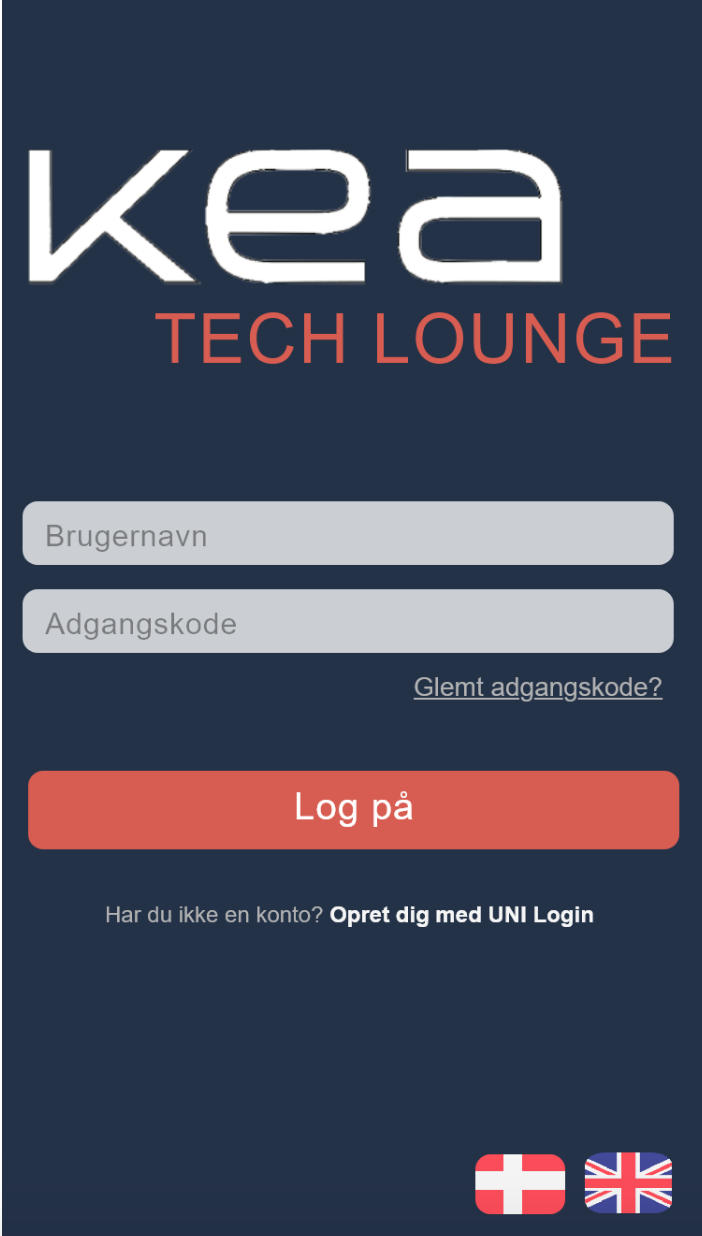 kea
TECH LOUNGE
Brugernavn
Adgangskode
Glemt adgangskode?
Log på
Har du ikke en konto? Opret dig med UNI Login